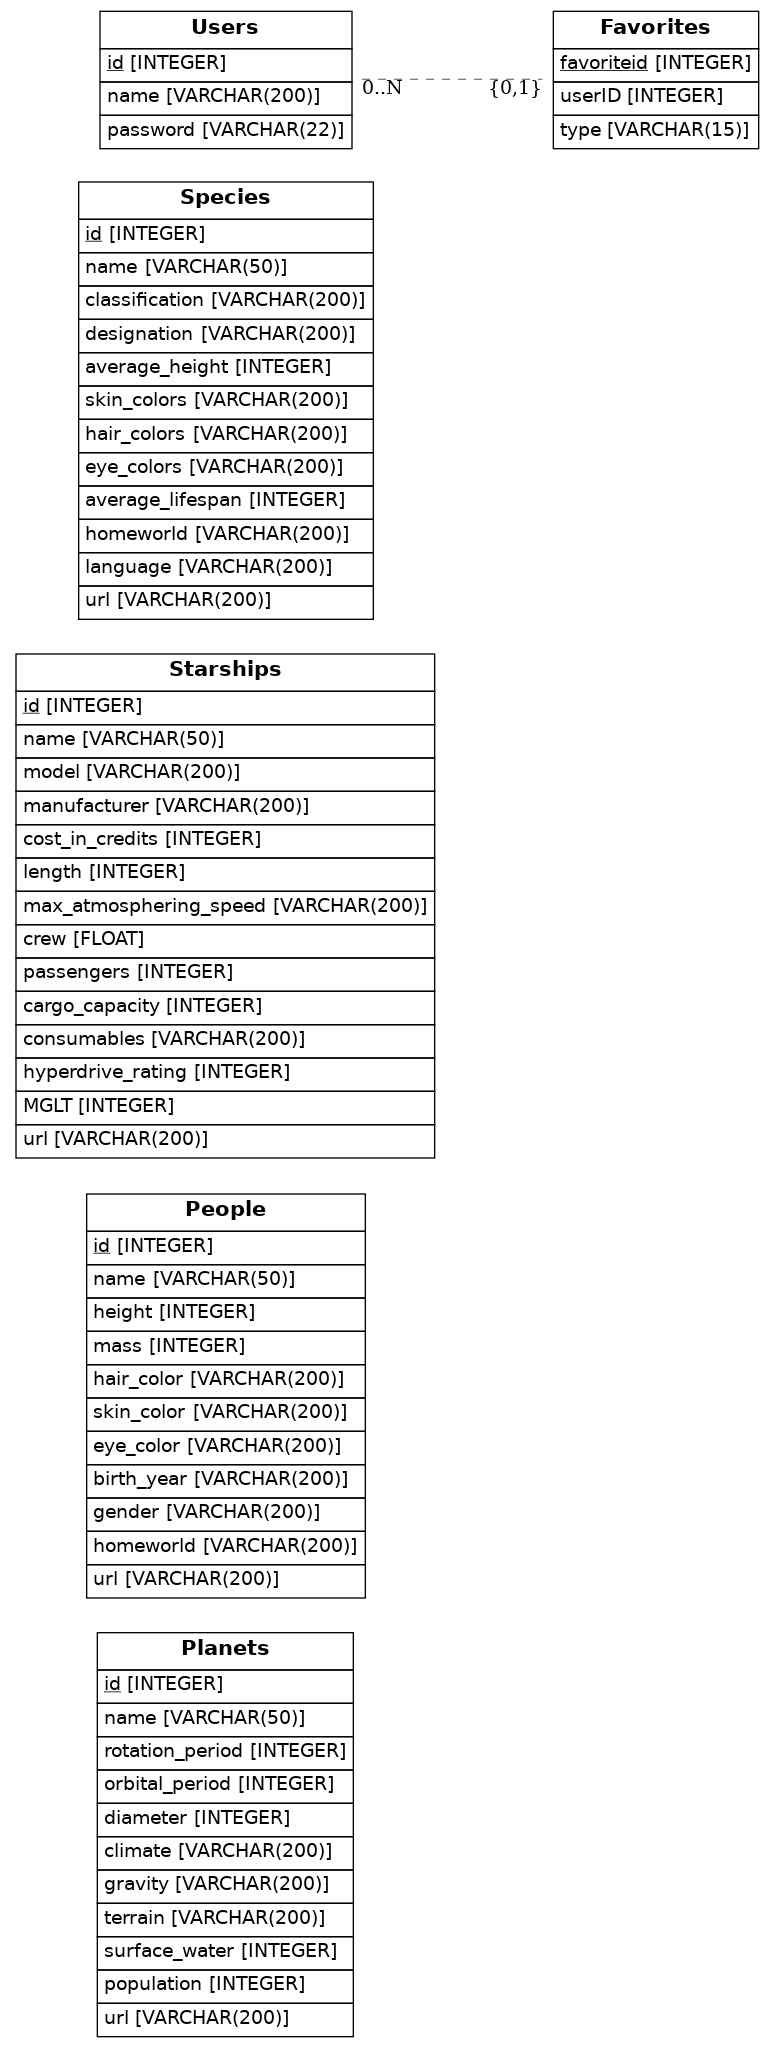 Users
id [INTEGER]
name [VARCHAR(200)]
password [VARCHAR(22)]
0..N
{0,1}
Favorites
favoriteid [INTEGER]
userID [INTEGER]
type [VARCHAR(15)]
Species
id [INTEGER]
name [VARCHAR(50)]
classification [VARCHAR(200)]
designation [VARCHAR(200)]
average_height [INTEGER]
skin_colors [VARCHAR(200)]
hair_colors [VARCHAR(200)]
eye_colors [VARCHAR(200)]
average_lifespan [INTEGER]
homeworld [VARCHAR(200)]
language [VARCHAR(200)]
url [VARCHAR(200)]
Starships
id [INTEGER]
name [VARCHAR(50)]
model [VARCHAR(200)]
manufacturer [VARCHAR(200)]
cost_in_credits [INTEGER]
length [INTEGER]
max_atmosphering_speed [VARCHAR(200)]
crew [FLOAT]
passengers [INTEGER]
cargo_capacity [INTEGER]
consumables [VARCHAR(200)]
hyperdrive_rating [INTEGER]
MGLT [INTEGER]
url [VARCHAR(200)]
People
id [INTEGER]
name [VARCHAR(50)]
height [INTEGER]
mass [INTEGER]
hair_color [VARCHAR(200)]
skin_color [VARCHAR(200)]
eye_color [VARCHAR(200)]
birth_year [VARCHAR(200)]
gender [VARCHAR(200)]
homeworld [VARCHAR(200)]
url [VARCHAR(200)]
Planets
id [INTEGER]
name [VARCHAR(50)]
rotation_period [INTEGER]
orbital_period [INTEGER]
diameter [INTEGER]
climate [VARCHAR(200)]
gravity [VARCHAR(200)]
terrain [VARCHAR(200)]
surface_water [INTEGER]
population [INTEGER]
url [VARCHAR(200)]